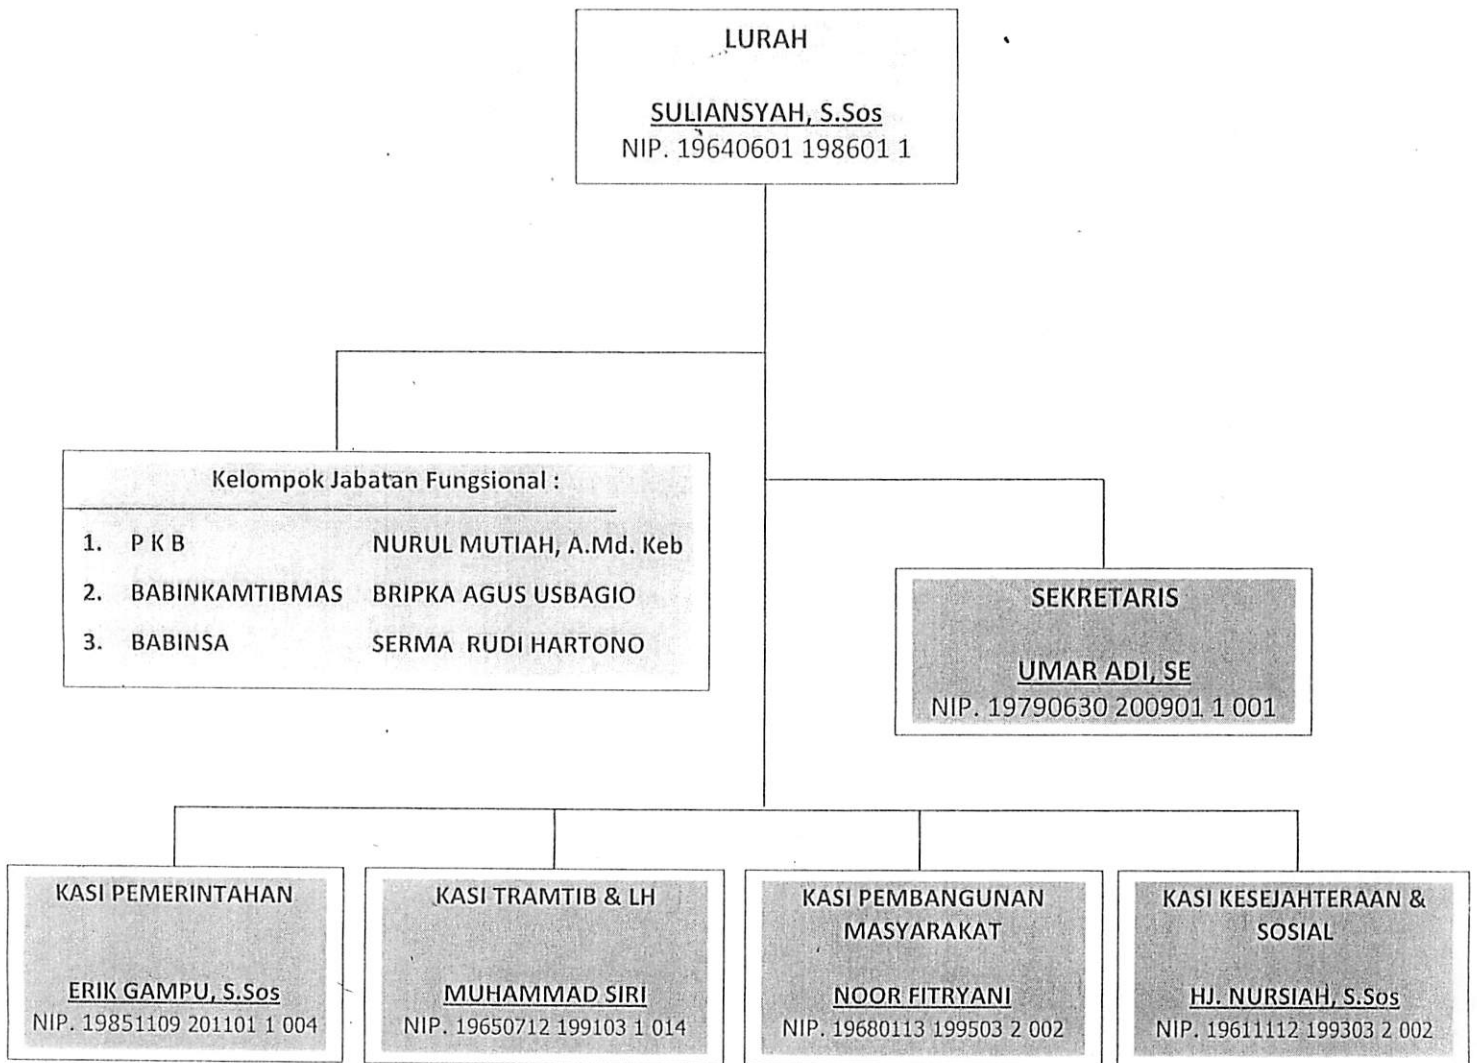 LURAH
SULIANSYAH, S.Sos
NIP. 19640601 198601 1
Kelompok Jabatan Fungsional :
1. P K B NURUL MUTIAH, A.Md. Keb
2. BABINKAMTIBMAS BRIPKA AGUS USBAGIO
3. BABINSA SERMA RUDI HARTONO
SEKRETARIS
UMAR ADI, SE
NIP. 19790630 200901 1 001
KASI PEMERINTAHAN
ERIK GAMPU, S.Sos
NIP. 19851109 201101 1 004
KASI TRAMTIB & LH
MUHAMMAD SIRI
NIP. 19650712 199103 1 014
KASI PEMBANGUNAN
MASYARAKAT
NOOR FITRYANI
NIP. 19680113 199503 2 002
KASI KESEJAHTERAAN &
SOSIAL
HJ. NURSIAH, S.Sos
NIP. 19611112 199303 2 002